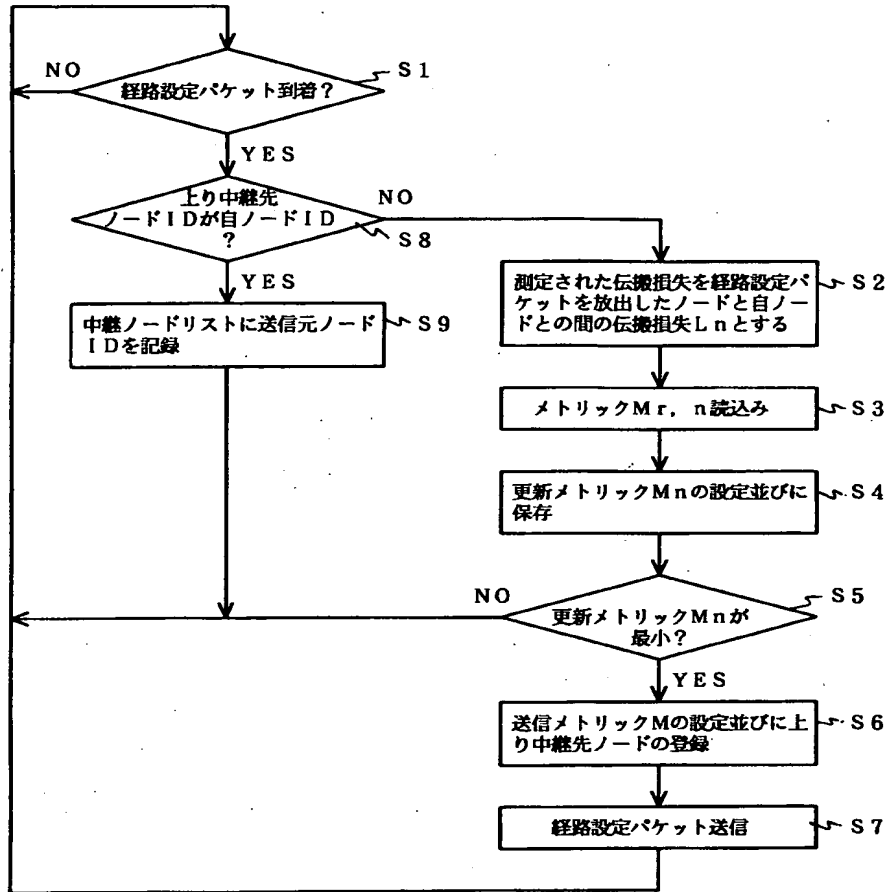 NO
経路設定パケット到着？
S1
YES
上り中継先
ノードIDが自ノードID
？
NO
S8
YES
中継ノードリストに送信元ノード
IDを記録
S9
測定された伝搬損失を経路設定パ
ケットを放出したノードと自ノー
ドとの間の伝搬損失Lnとする
S2
メトリックMr，n読込み
S3
更新メトリックMnの設定並びに
保存
S4
NO
更新メトリックMnが
最小？
S5
YES
送信メトリックMの設定並びに上
り中継先ノードの登録
S6
経路設定パケット送信
S7